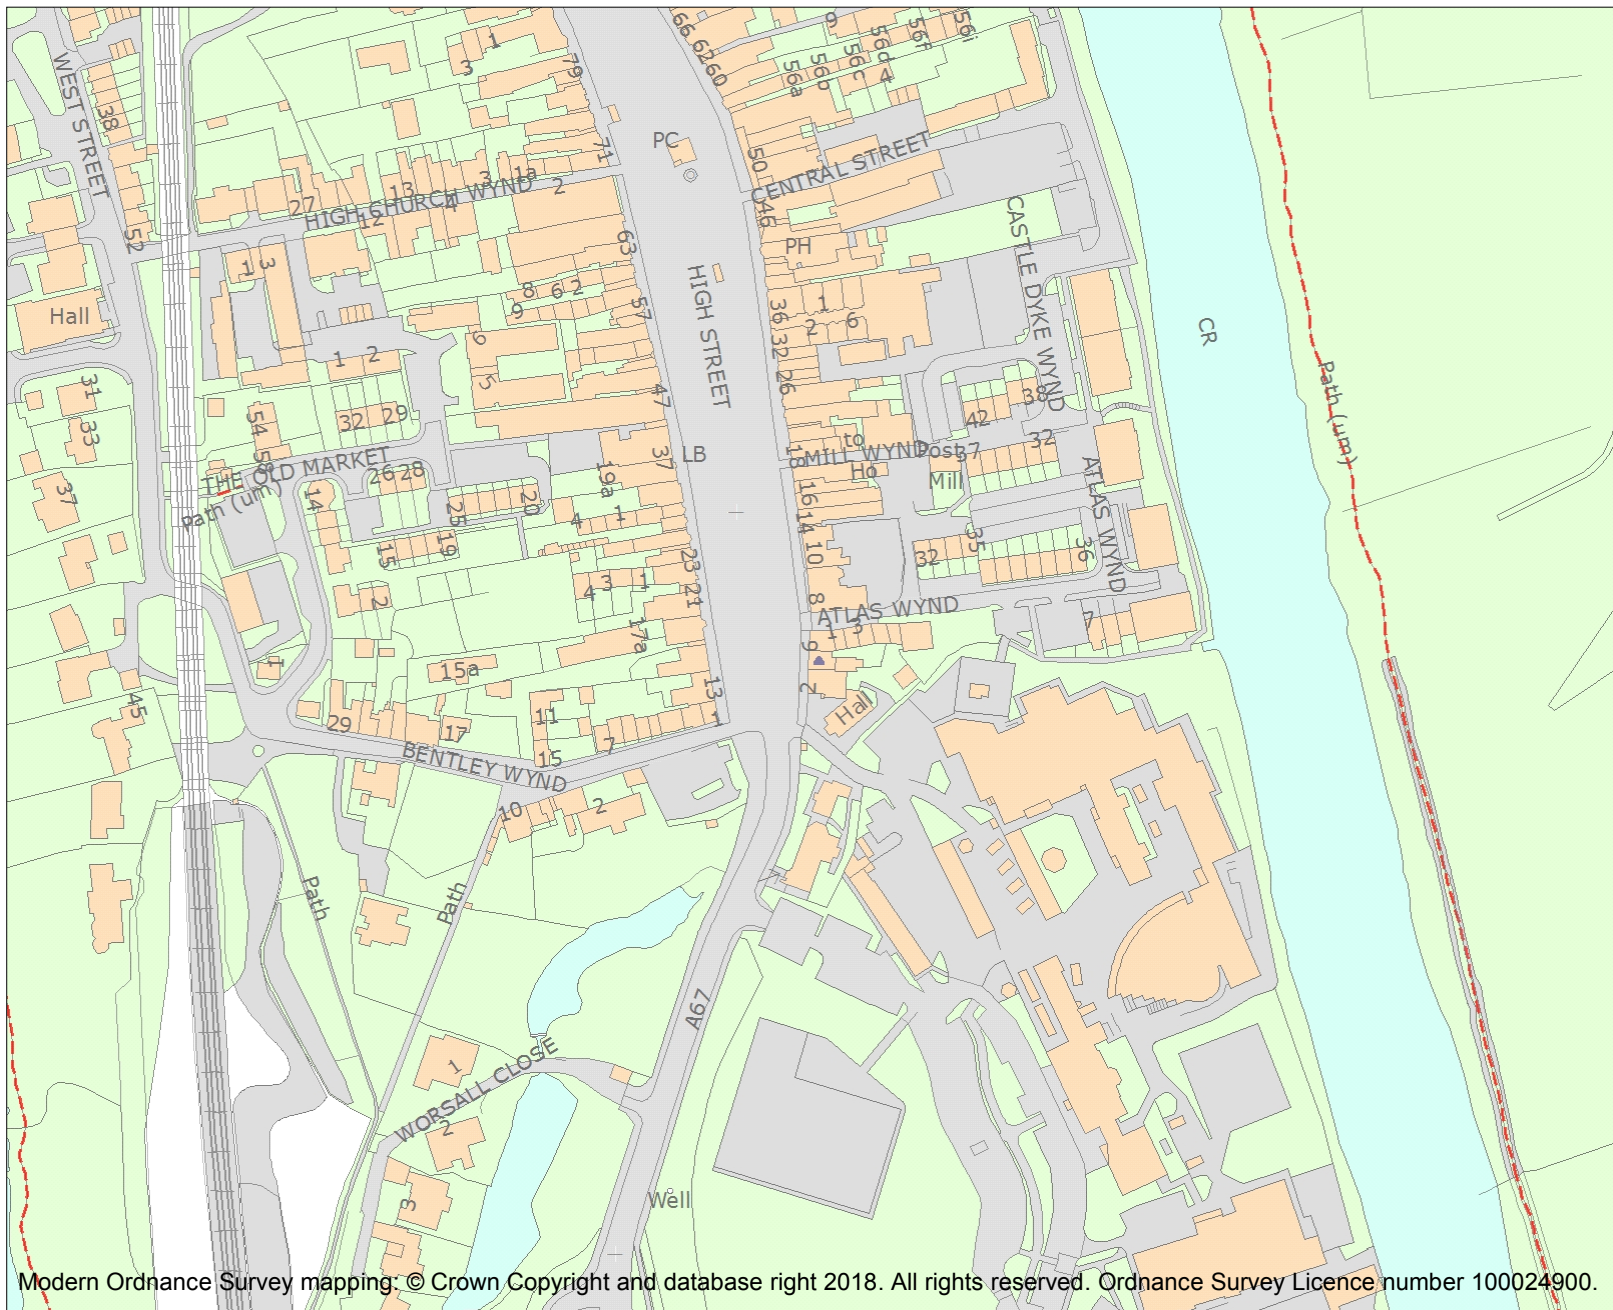 WEST STREET
38
52
1
3
79
66
62
60
9
56a
56b
56c
56d
4
56f
56i
PC
71
50
CENTRAL STREET
27
HIGH CHURCH WYND
13
12
3
4
1a
2
46
PH
63
CASTLE DYKE WYND
1
3
8
6
2
9
57
HIGH STREET
36
1
2
6
32
26
CR
Hall
1
2
6
5
47
38
42
Path (um)
31
33
54
58
32
29
THE OLD MARKET
26
28
37
LB
18
MILL WYND
to
Ho
Post
37
Mill
32
ATLAS WYND
37
Path (um)
14
25
20
19a
4
1
16
14
10
15
19
23
21
32
35
36
2
4
3
1
8
ATLAS WYND
1
3
7
17a
6
2
15a
1
13
1
Hall
45
29
17
11
15
7
BENTLEY WYND
10
2
Path
Path
A67
WORSALL CLOSE
1
2
3
Well
Modern Ordnance Survey mapping: © Crown Copyright and database right 2018. All rights reserved. Ordnance Survey Licence number 100024900.